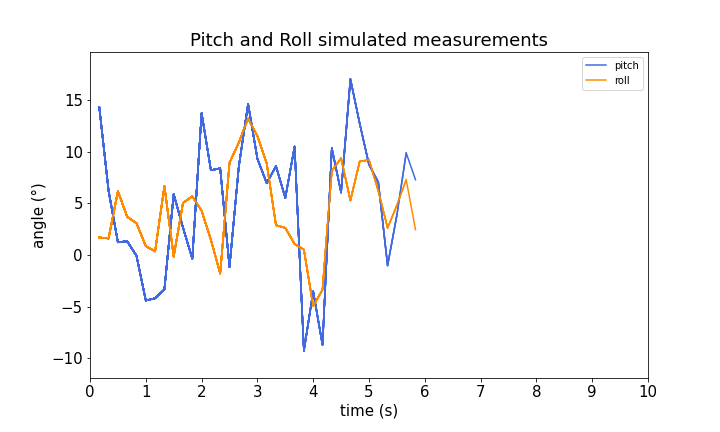 Pitch and Roll simulated measurements
pitch
roll
angle (°)
15
10
5
0
−5
−10
0 1 2 3 4 5 6 7 8 9 10
time (s)